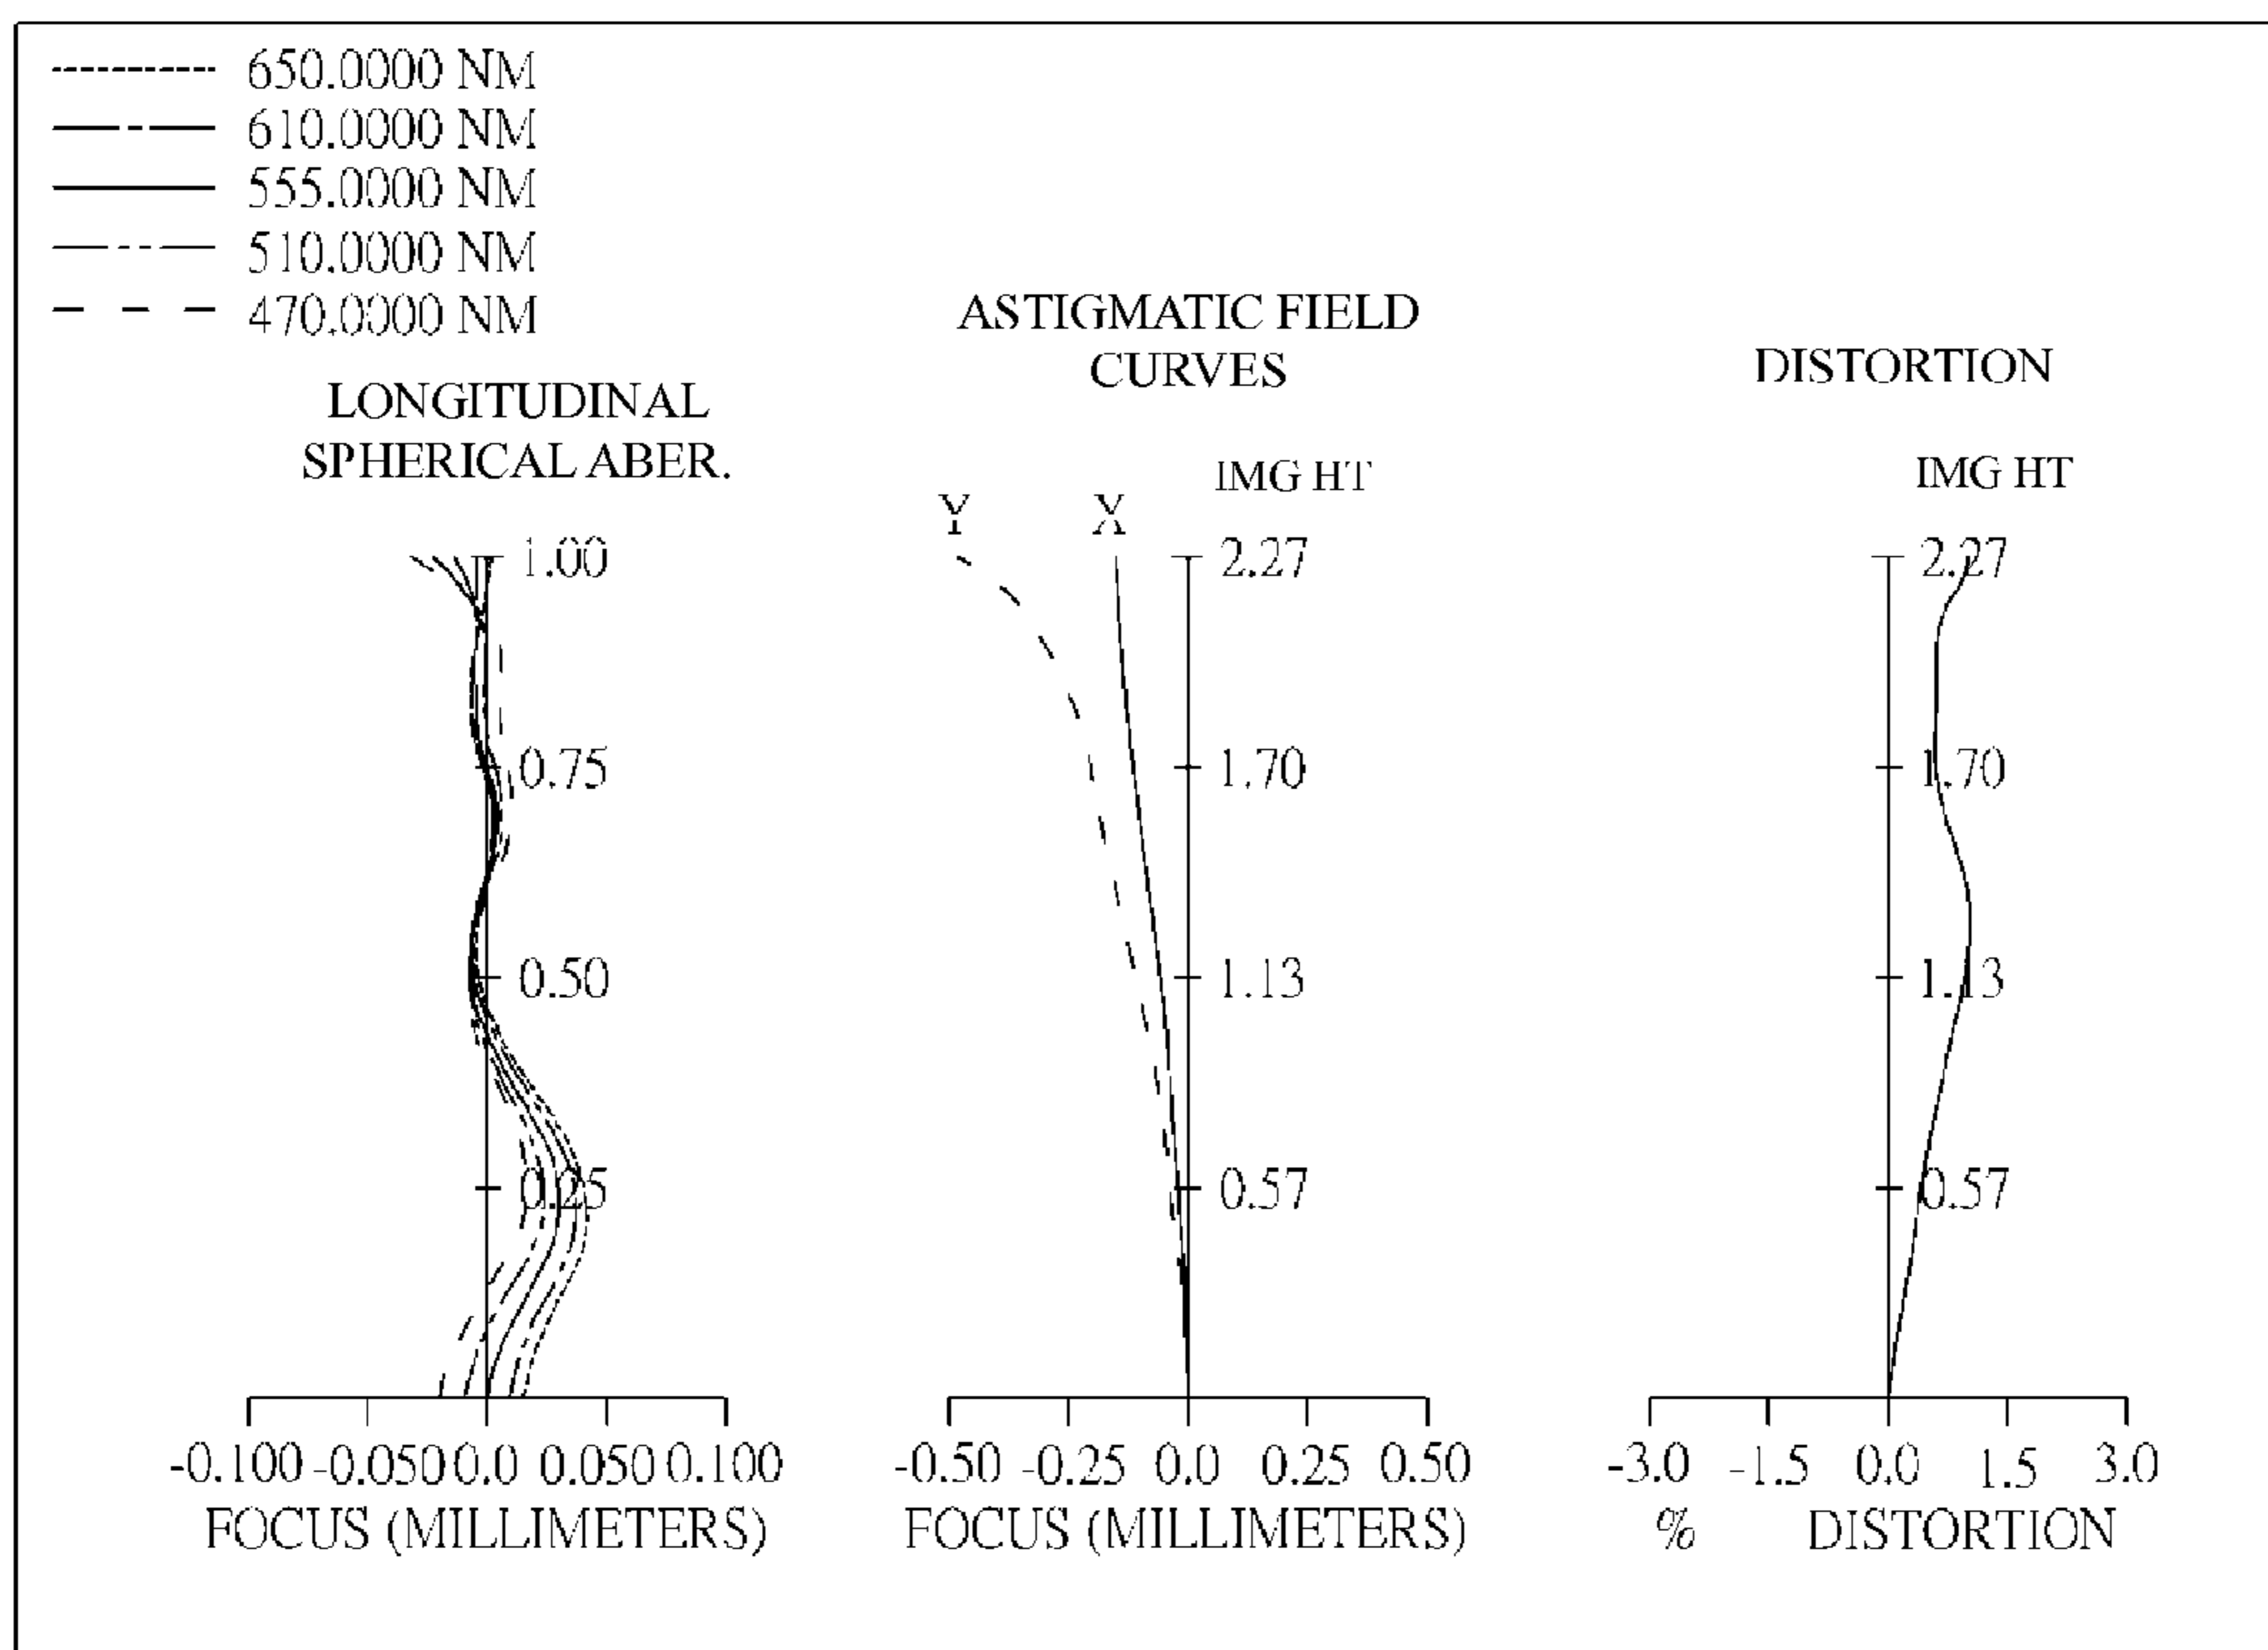 650.0000 NM
610.0000 NM
555.0000 NM
510.0000 NM
470.0000 NM
LONGITUDINAL
SPHERICAL ABER.
1.00
0.75
0.50
0.25
-0.100 -0.050 0.0 0.050 0.100
FOCUS (MILLIMETERS)
ASTIGMATIC FIELD
CURVES
IMG HT
Y X
2.27
1.70
1.13
0.57
-0.50 -0.25 0.0 0.25 0.50
FOCUS (MILLIMETERS)
DISTORTION
IMG HT
2.27
1.70
1.13
0.57
-3.0 -1.5 0.0 1.5 3.0
% DISTORTION